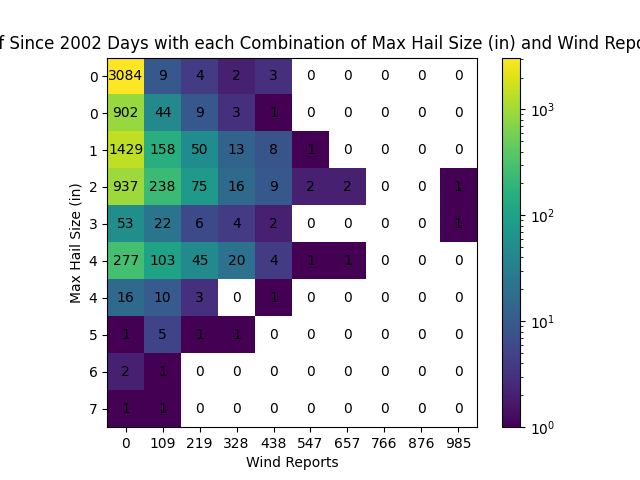 f Since 2002 Days with each Combination of Max Hail Size (in) and Wind Repo
0 3084 9 4 2 3 0 0 0 0 0
0 902 44 9 3 1 0 0 0 0 0
1 1429 158 50 13 8 1 0 0 0 0
2 937 238 75 16 9 2 2 0 0 1
3 53 22 6 4 2 0 0 0 0 1
4 277 103 45 20 4 1 1 0 0 0
4 16 10 3 0 1 0 0 0 0 0
5 1 5 1 1 0 0 0 0 0 0
6 2 1 0 0 0 0 0 0 0 0
7 1 1 0 0 0 0 0 0 0 0
0 109 219 328 438 547 657 766 876 985
Wind Reports
Max Hail Size (in)
10³
10²
10¹
10⁰